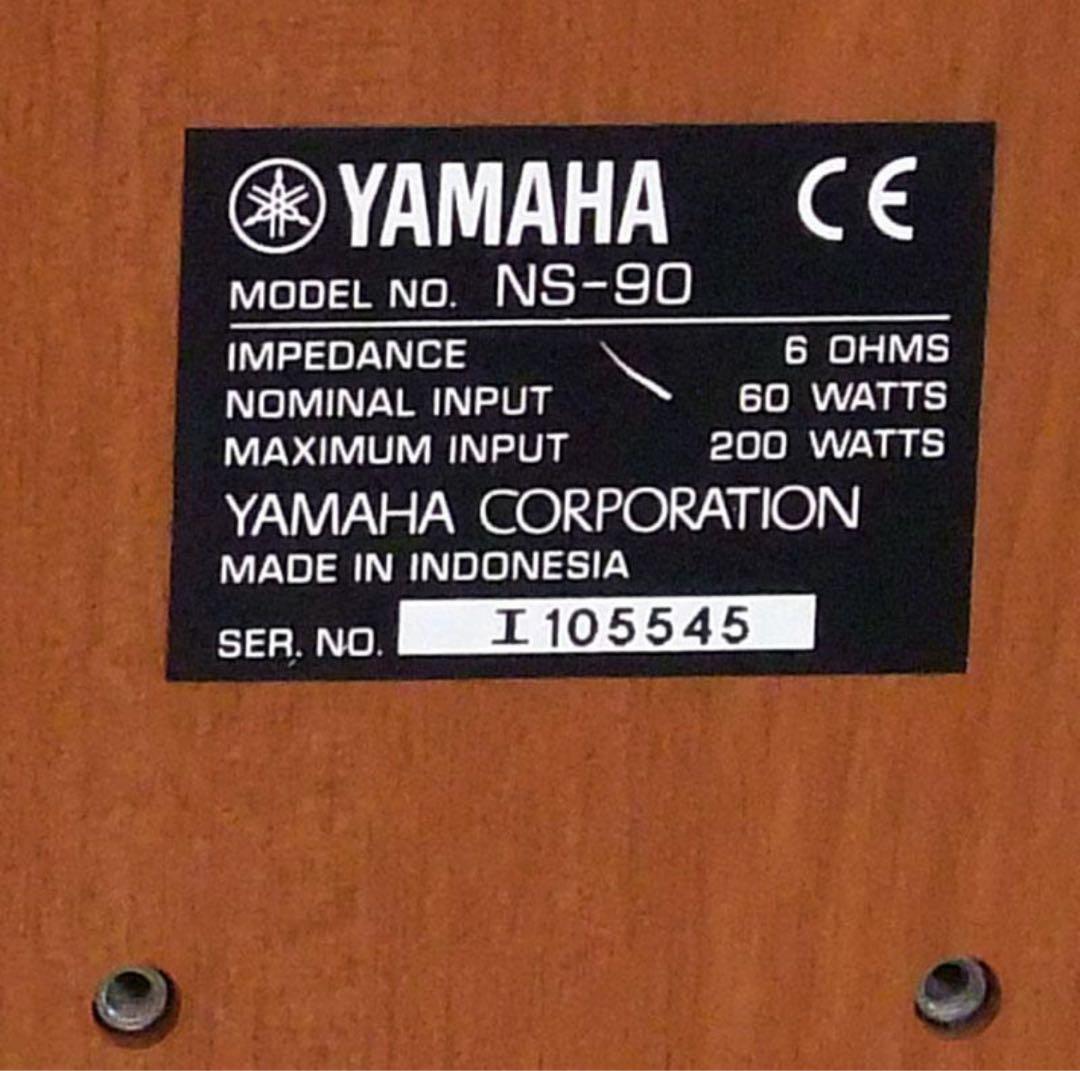 YAMAHA CE
MODEL NO. NS-90
IMPEDANCE 6 OHMS
NOMINAL INPUT 60 WATTS
MAXIMUM INPUT 200 WATTS
YAMAHA CORPORATION
MADE IN INDONESIA
SER. NO. I105545